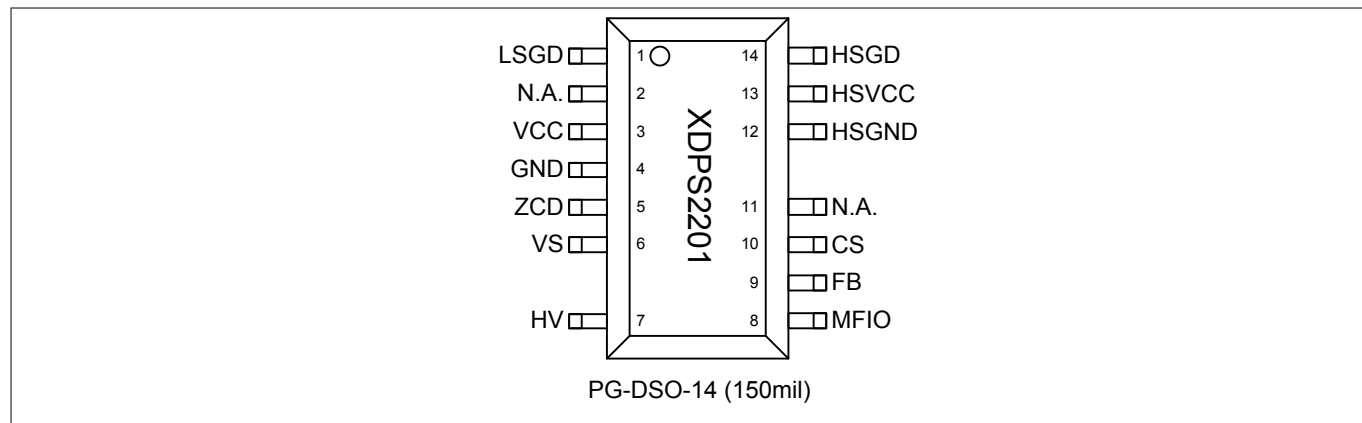 LSGD 1 14 HSGD
N.A. 2 13 HSVCC
VCC 3 12 HSGND
GND 4
ZCD 5 11 N.A.
VS 6 10 CS
9 FB
HV 7 8 MFIO
XDPS2201
PG-DSO-14 (150mil)